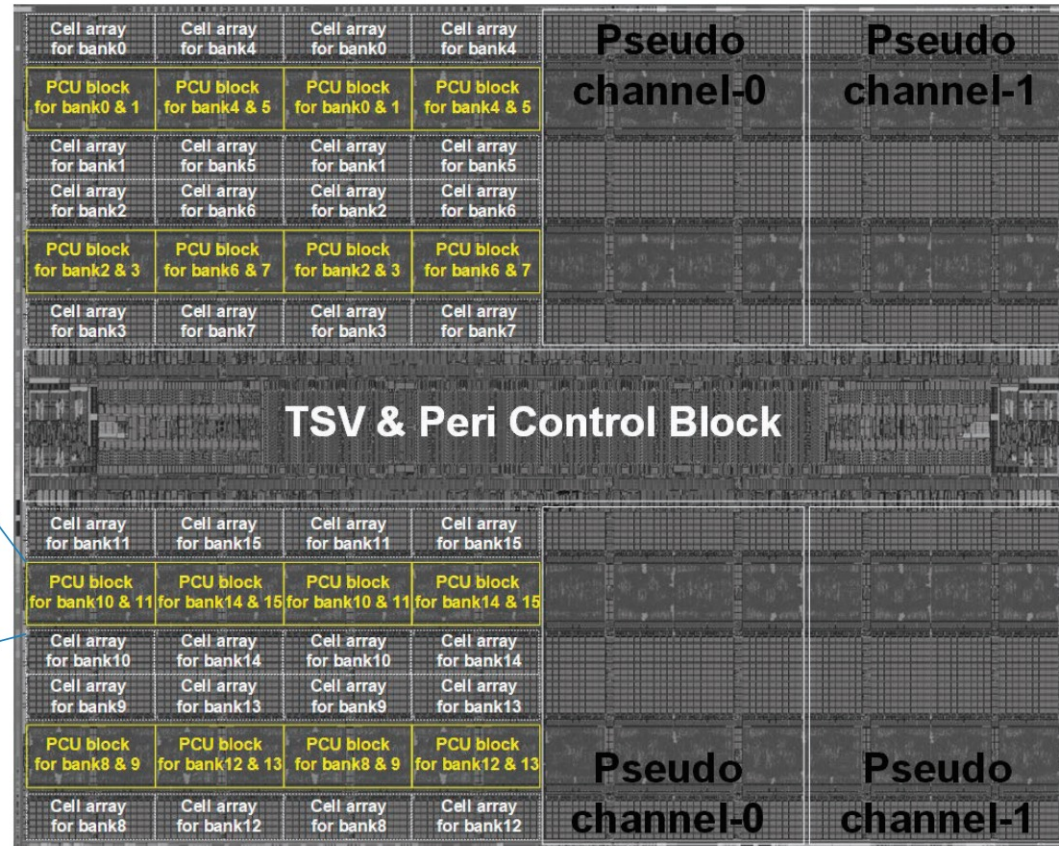 Cell array Cell array Cell array Cell array
for bank0 for bank4 for bank0 for bank4
PCU block PCU block PCU block PCU block
for bank0 & 1 for bank4 & 5 for bank0 & 1 for bank4 & 5
Cell array Cell array Cell array Cell array
for bank1 for bank5 for bank1 for bank5
Cell array Cell array Cell array Cell array
for bank2 for bank6 for bank2 for bank6
PCU block PCU block PCU block PCU block
for bank2 & 3 for bank6 & 7 for bank2 & 3 for bank6 & 7
Cell array Cell array Cell array Cell array
for bank3 for bank7 for bank3 for bank7
Pseudo Pseudo
channel-0 channel-1
TSV & Peri Control Block
Cell array Cell array Cell array Cell array
for bank11 for bank15 for bank11 for bank15
PCU block PCU block PCU block PCU block
for bank10 & 11 for bank14 & 15 for bank10 & 11 for bank14 & 15
Cell array Cell array Cell array Cell array
for bank10 for bank14 for bank10 for bank14
Cell array Cell array Cell array Cell array
for bank9 for bank13 for bank9 for bank13
PCU block PCU block PCU block PCU block
for bank8 & 9 for bank12 & 13 for bank8 & 9 for bank12 & 13
Cell array Cell array Cell array Cell array
for bank8 for bank12 for bank8 for bank12
Pseudo Pseudo
channel-0 channel-1